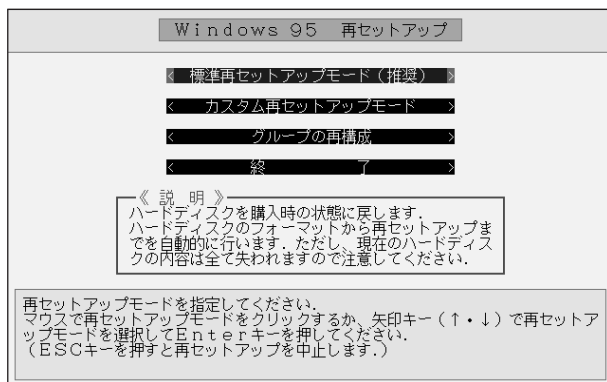 Ｗｉｎｄｏｗｓ　９５　再セットアップ
＜　標準再セットアップモード（推奨）　＞
＜　カスタム再セットアップモード　＞
＜　グループの再構成　＞
＜　終　　　了　＞
《 説　明 》
ハードディスクを購入時の状態に戻します．
ハードディスクのフォーマットから再セットアップま
でを自動的に行います．ただし、現在のハードディス
クの内容は全て失われますので注意してください．
再セットアップモードを指定してください．
マウスで再セットアップモードをクリックするか、矢印キー（↑・↓）で再セットア
ップモードを選択してＥｎｔｅｒキーを押してください．
（ＥＳＣキーを押すと再セットアップを中止します．）